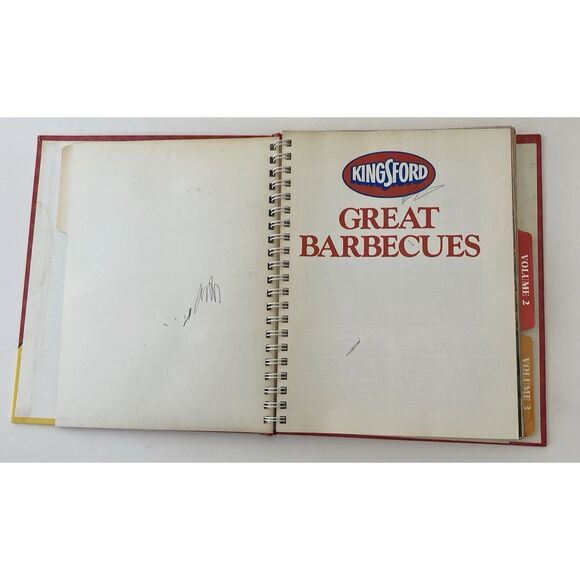 KINGSFORD
GREAT
BARBECUES
VOLUME 2
VOLUME 3